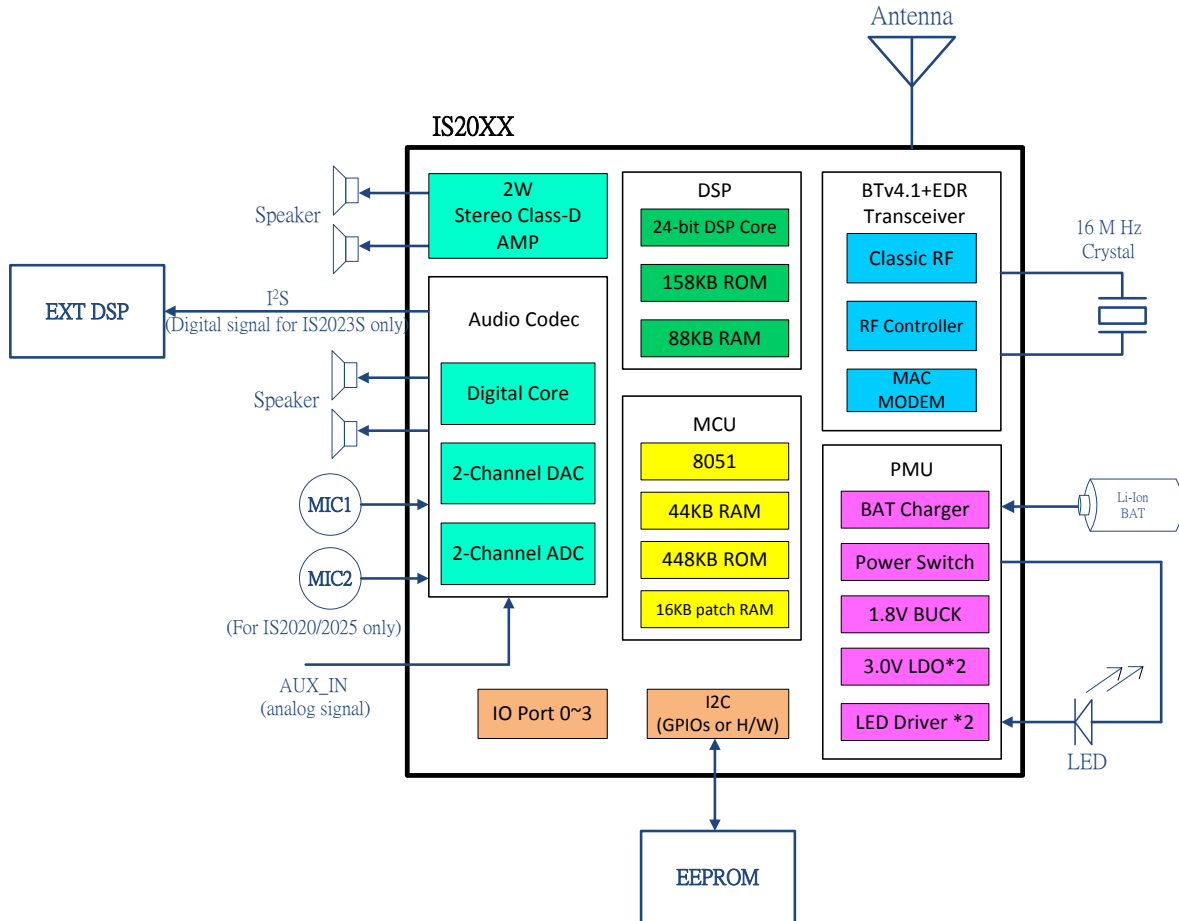 Antenna
IS20XX
2W
Stereo Class-D
AMP
Speaker
EXT DSP
I²S
(Digital signal for IS2023S only)
Audio Codec
Digital Core
2-Channel DAC
2-Channel ADC
Speaker
MIC1
MIC2
(For IS2020/2025 only)
AUX_IN
(analog signal)
DSP
24-bit DSP Core
158KB ROM
88KB RAM
MCU
8051
44KB RAM
448KB ROM
16KB patch RAM
BTv4.1+EDR
Transceiver
Classic RF
RF Controller
MAC
MODEM
16 M Hz
Crystal
PMU
BAT Charger
Power Switch
1.8V BUCK
3.0V LDO*2
LED Driver *2
Li-Ion
BAT
LED
IO Port 0~3
I2C
(GPIOs or H/W)
EEPROM